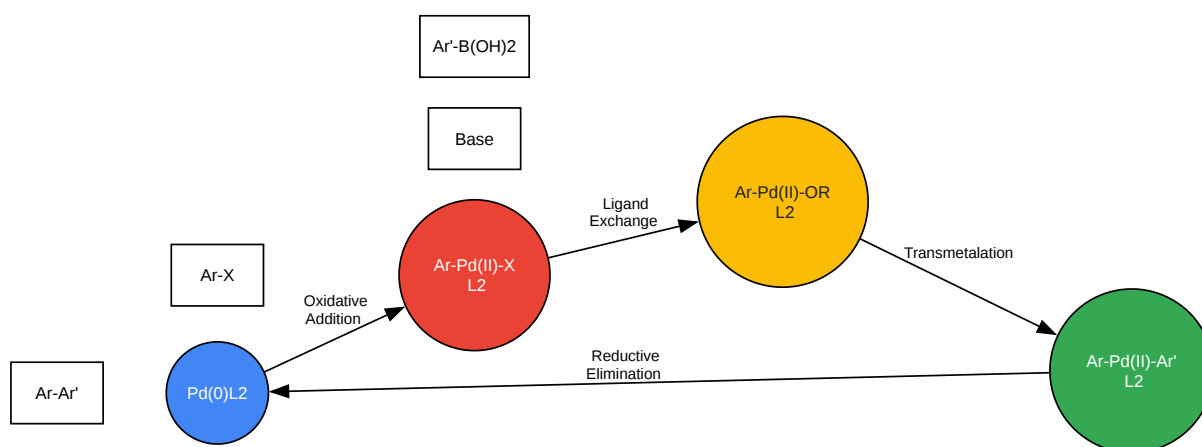 Ar'-B(OH)2
Base
Ar-X
Ar-Ar'
Pd(0)L2
Oxidative
Addition
Ar-Pd(II)-X
L2
Ligand
Exchange
Ar-Pd(II)-OR
L2
Transmetalation
Ar-Pd(II)-Ar'
L2
Reductive
Elimination